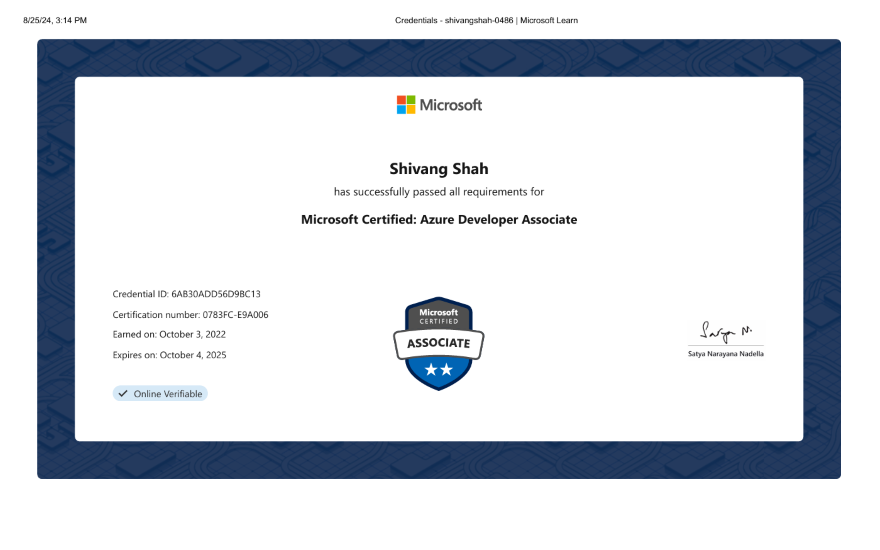 8/25/24, 3:14 PM
Credentials - shivangshah-0486 | Microsoft Learn
Microsoft
Shivang Shah
has successfully passed all requirements for
Microsoft Certified: Azure Developer Associate
Credential ID: 6AB30ADD56D9BC13
Certification number: 0783FC-E9A006
Earned on: October 3, 2022
Expires on: October 4, 2025
Online Verifiable
Microsoft
CERTIFIED
ASSOCIATE
Satya N.
Satya Narayana Nadella